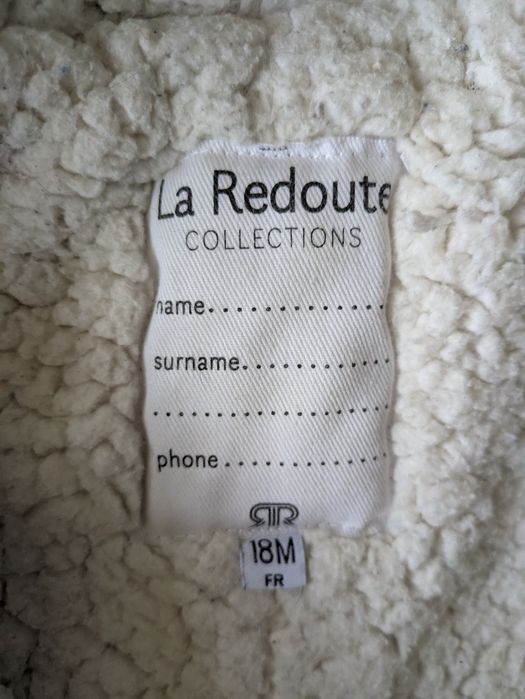 La Redoute
COLLECTIONS
name..............
surname.............
....................
phone..............
18M
FR